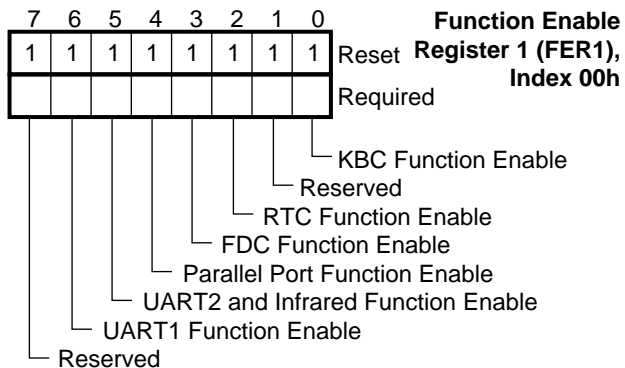 7 6 5 4 3 2 1 0
Function Enable
Register 1 (FER1),
Index 00h
1 1 1 1 1 1 1 1 Reset
Required
KBC Function Enable
Reserved
RTC Function Enable
FDC Function Enable
Parallel Port Function Enable
UART2 and Infrared Function Enable
UART1 Function Enable
Reserved